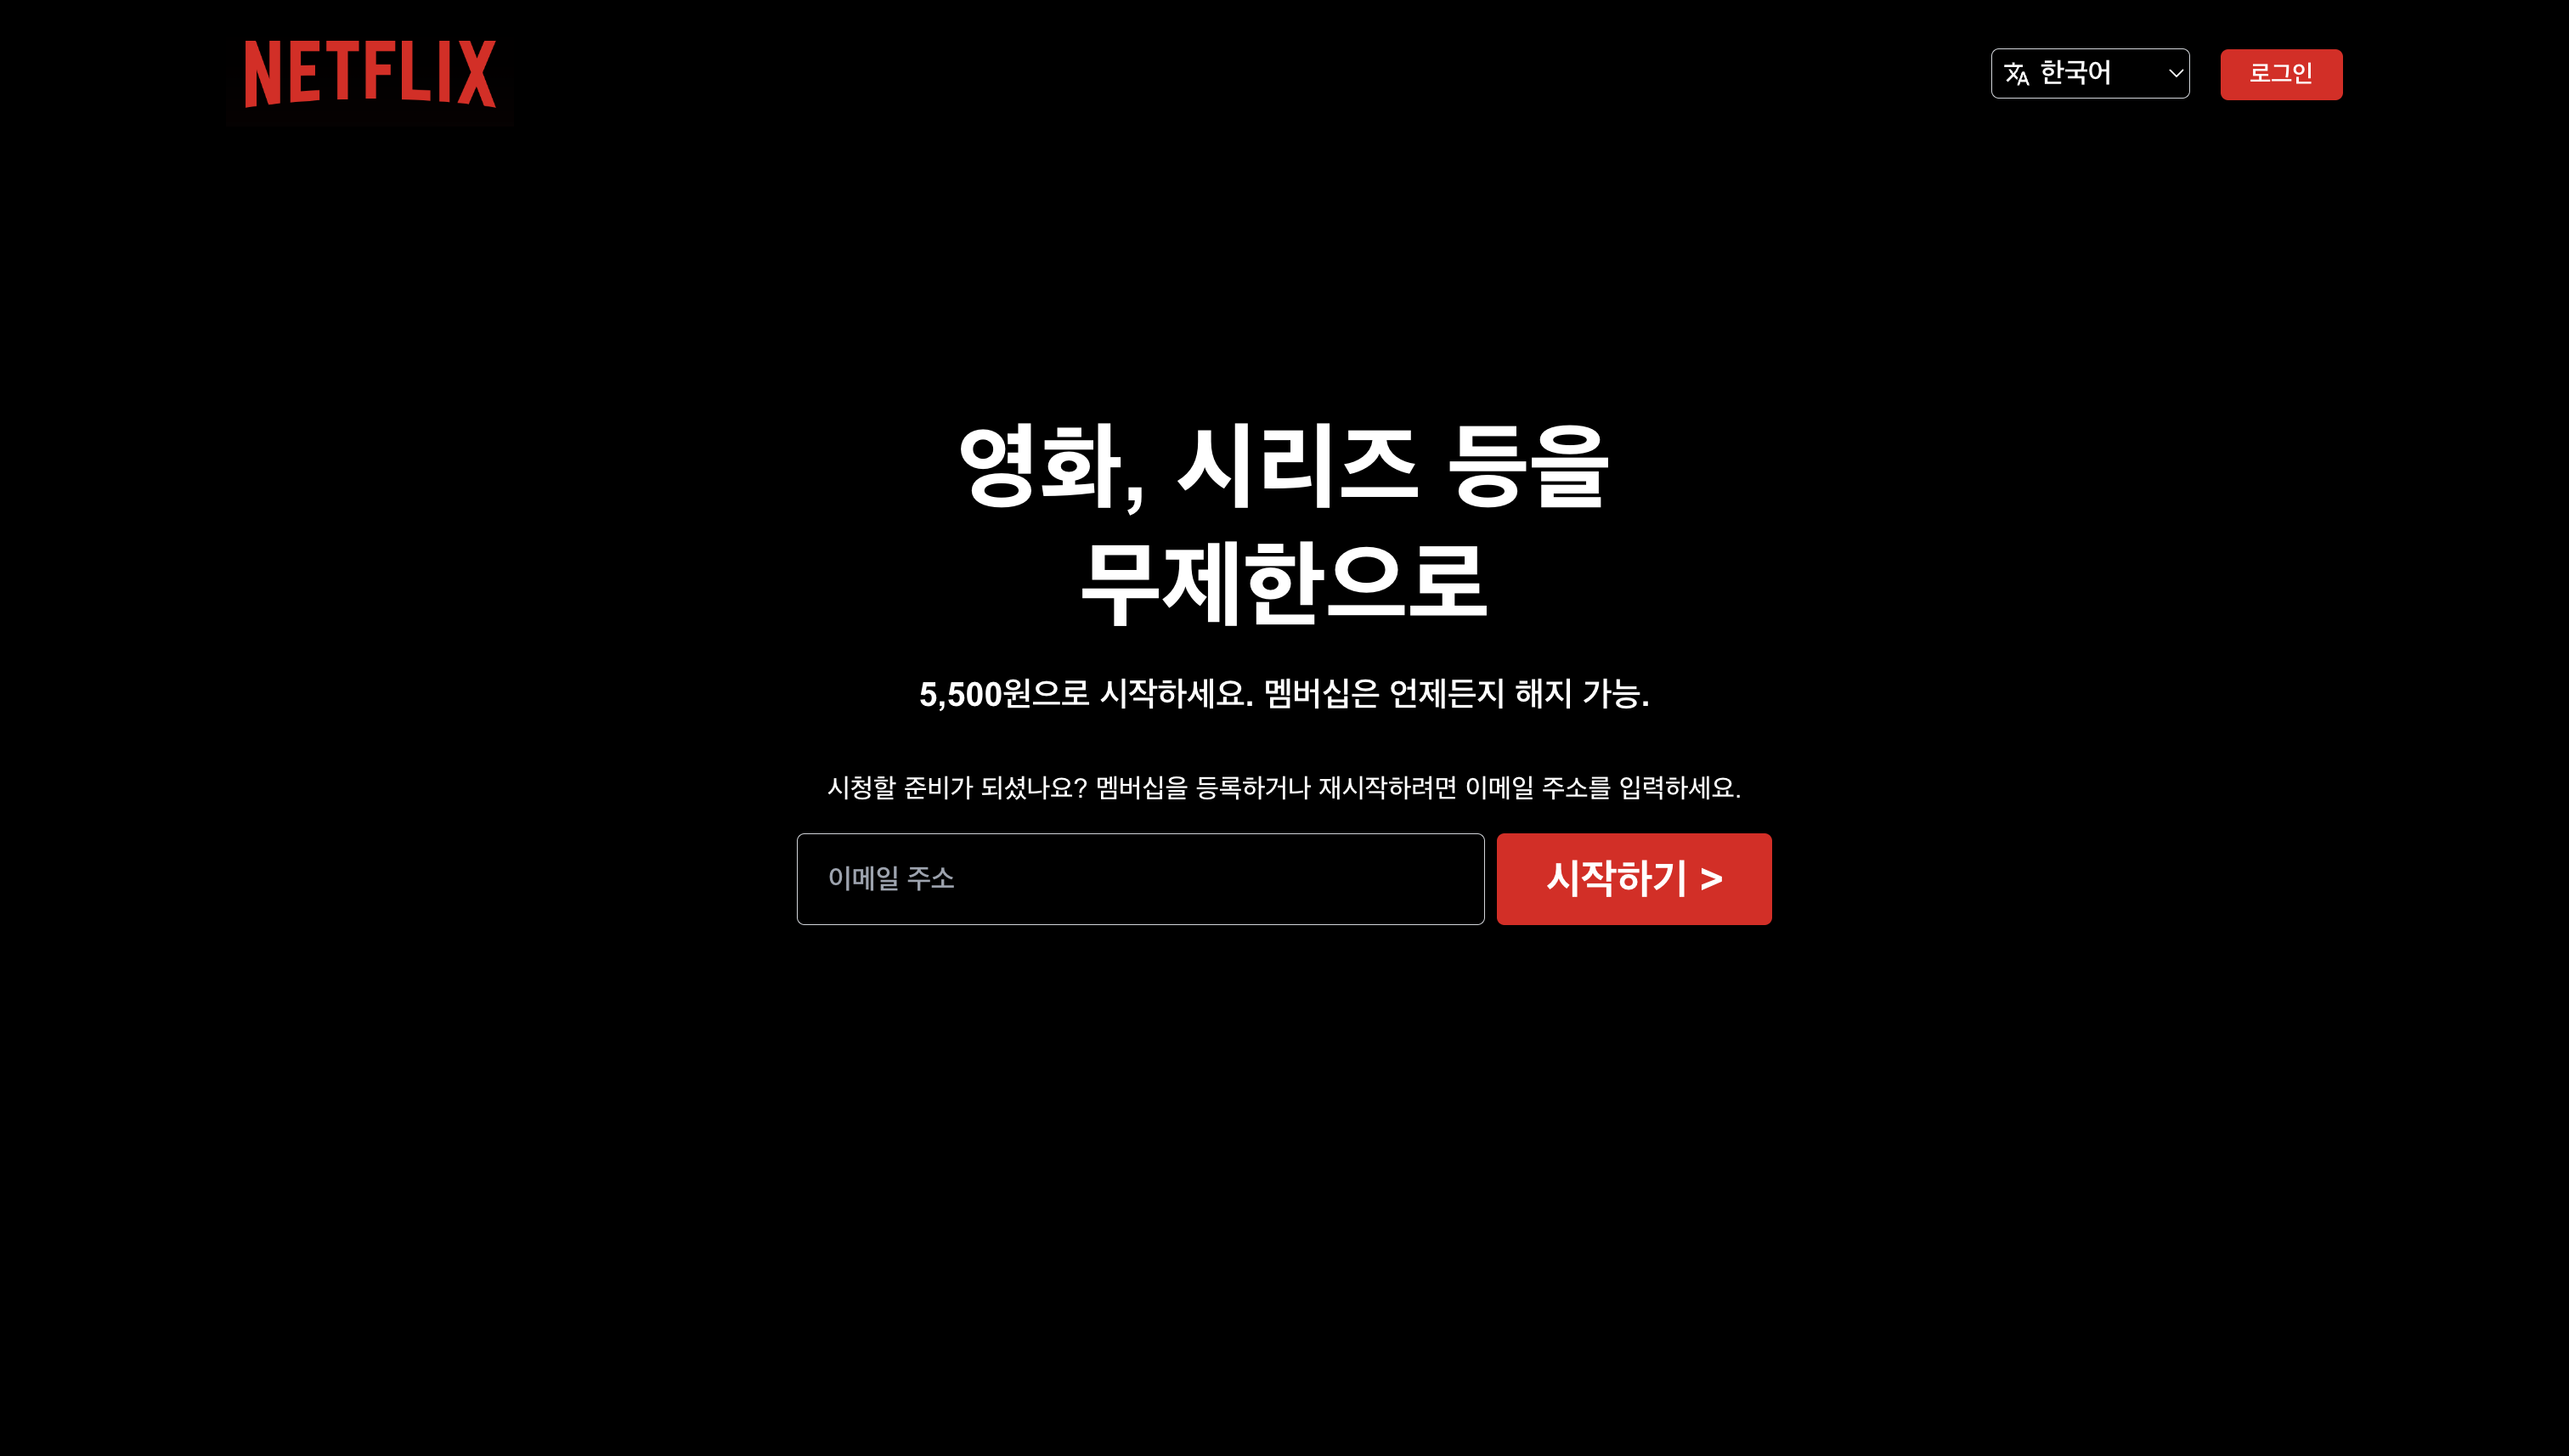 NETFLIX
한국어
로그인
영화, 시리즈 등을
무제한으로
5,500원으로 시작하세요. 멤버십은 언제든지 해지 가능.
시청할 준비가 되셨나요? 멤버십을 등록하거나 재시작하려면 이메일 주소를 입력하세요.
이메일 주소
시작하기 >